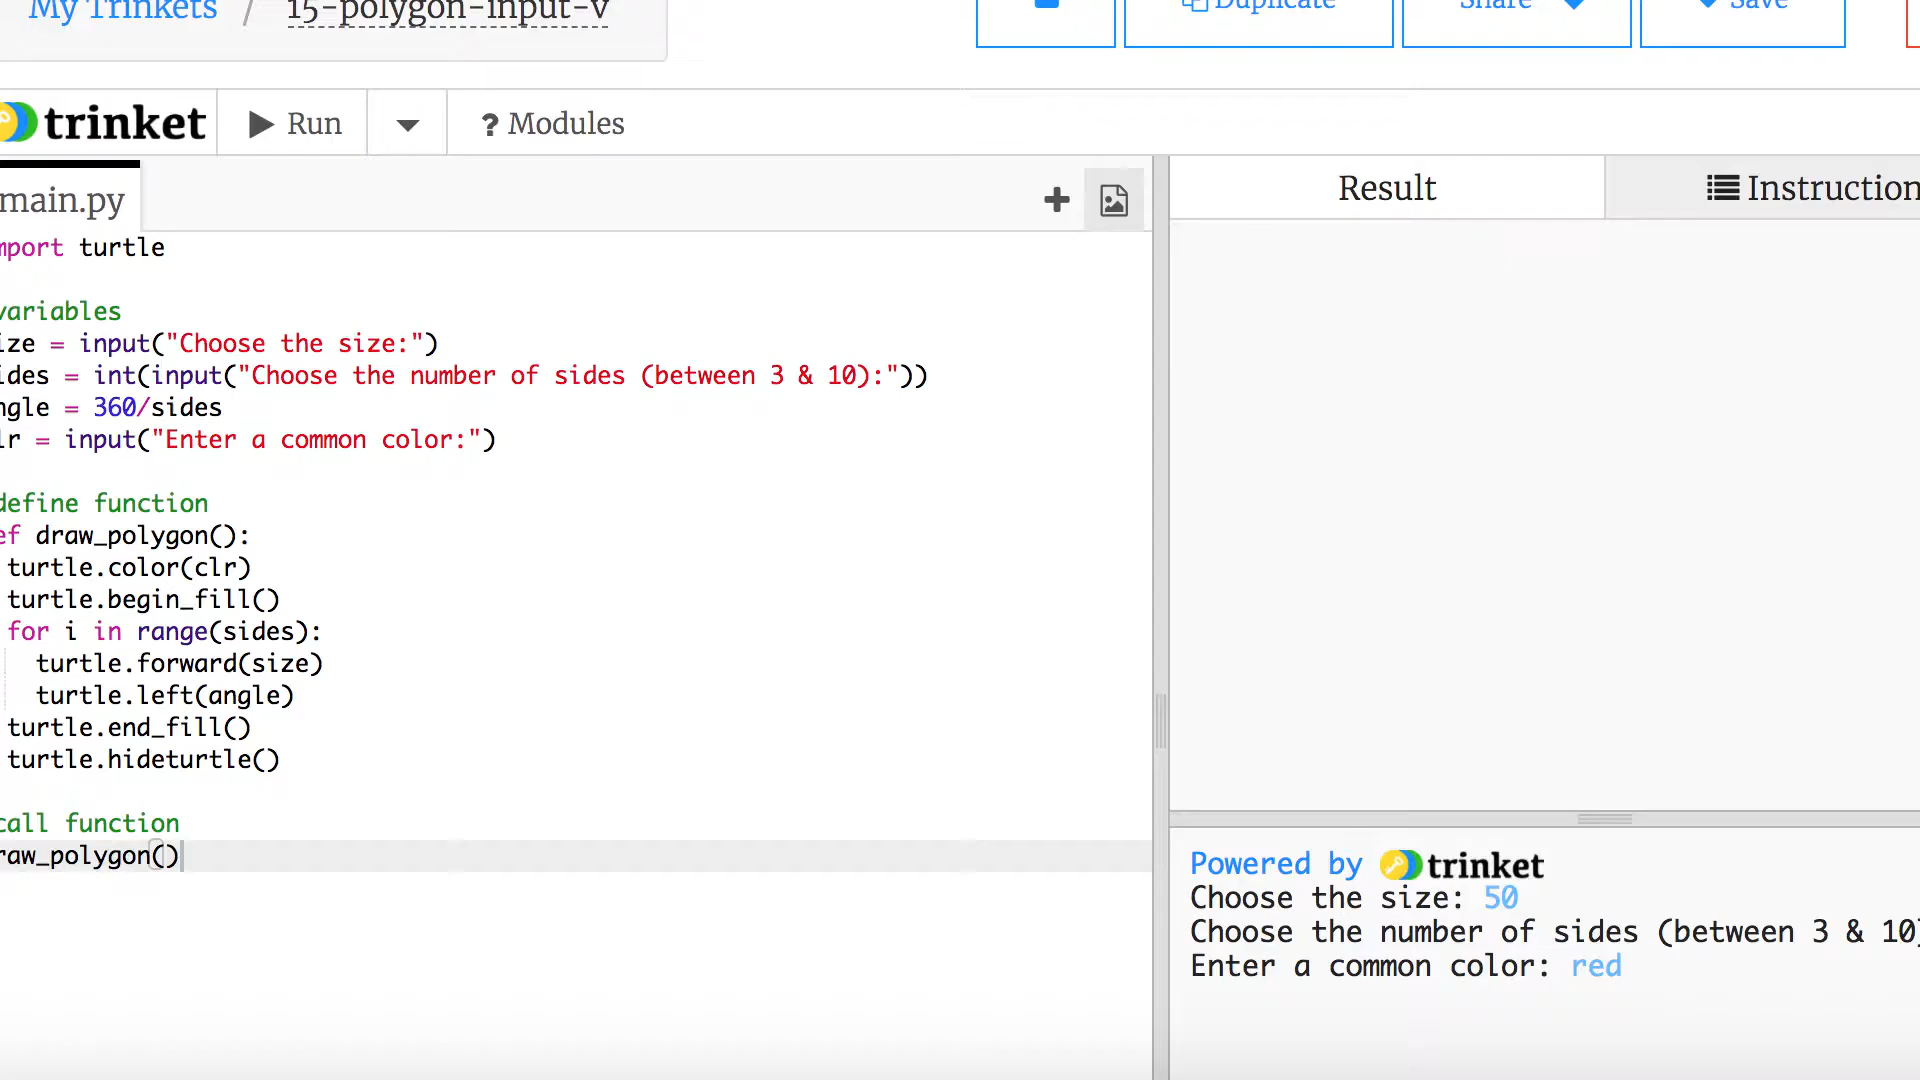 My Trinkets / 15-polygon-input-v
Duplicate
Share
Save
trinket
Run
? Modules
main.py
Result
Instruction
mport turtle
variables
ize = input("Choose the size:")
ides = int(input("Choose the number of sides (between 3 & 10):"))
ngle = 360/sides
lr = input("Enter a common color:")
define function
ef draw_polygon():
turtle.color(clr)
turtle.begin_fill()
for i in range(sides):
turtle.forward(size)
turtle.left(angle)
turtle.end_fill()
turtle.hideturtle()
call function
raw_polygon()
Powered by trinket
Choose the size: 50
Choose the number of sides (between 3 & 10)
Enter a common color: red